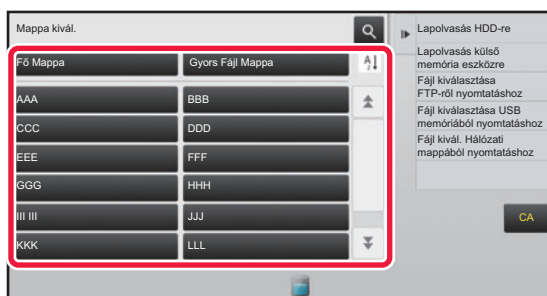 Mappa kivál.
Fő Mappa
Gyors Fájl Mappa
AAA
BBB
CCC
DDD
EEE
FFF
GGG
HHH
III III
JJJ
KKK
LLL
Lapolvasás HDD-re
Lapolvasás külső
memória eszközre
Fájl kiválasztása
FTP-ről nyomtatáshoz
Fájl kiválasztása USB
memóriából nyomtatáshoz
Fájl kivál. Hálózati
mappából nyomtatáshoz
CA